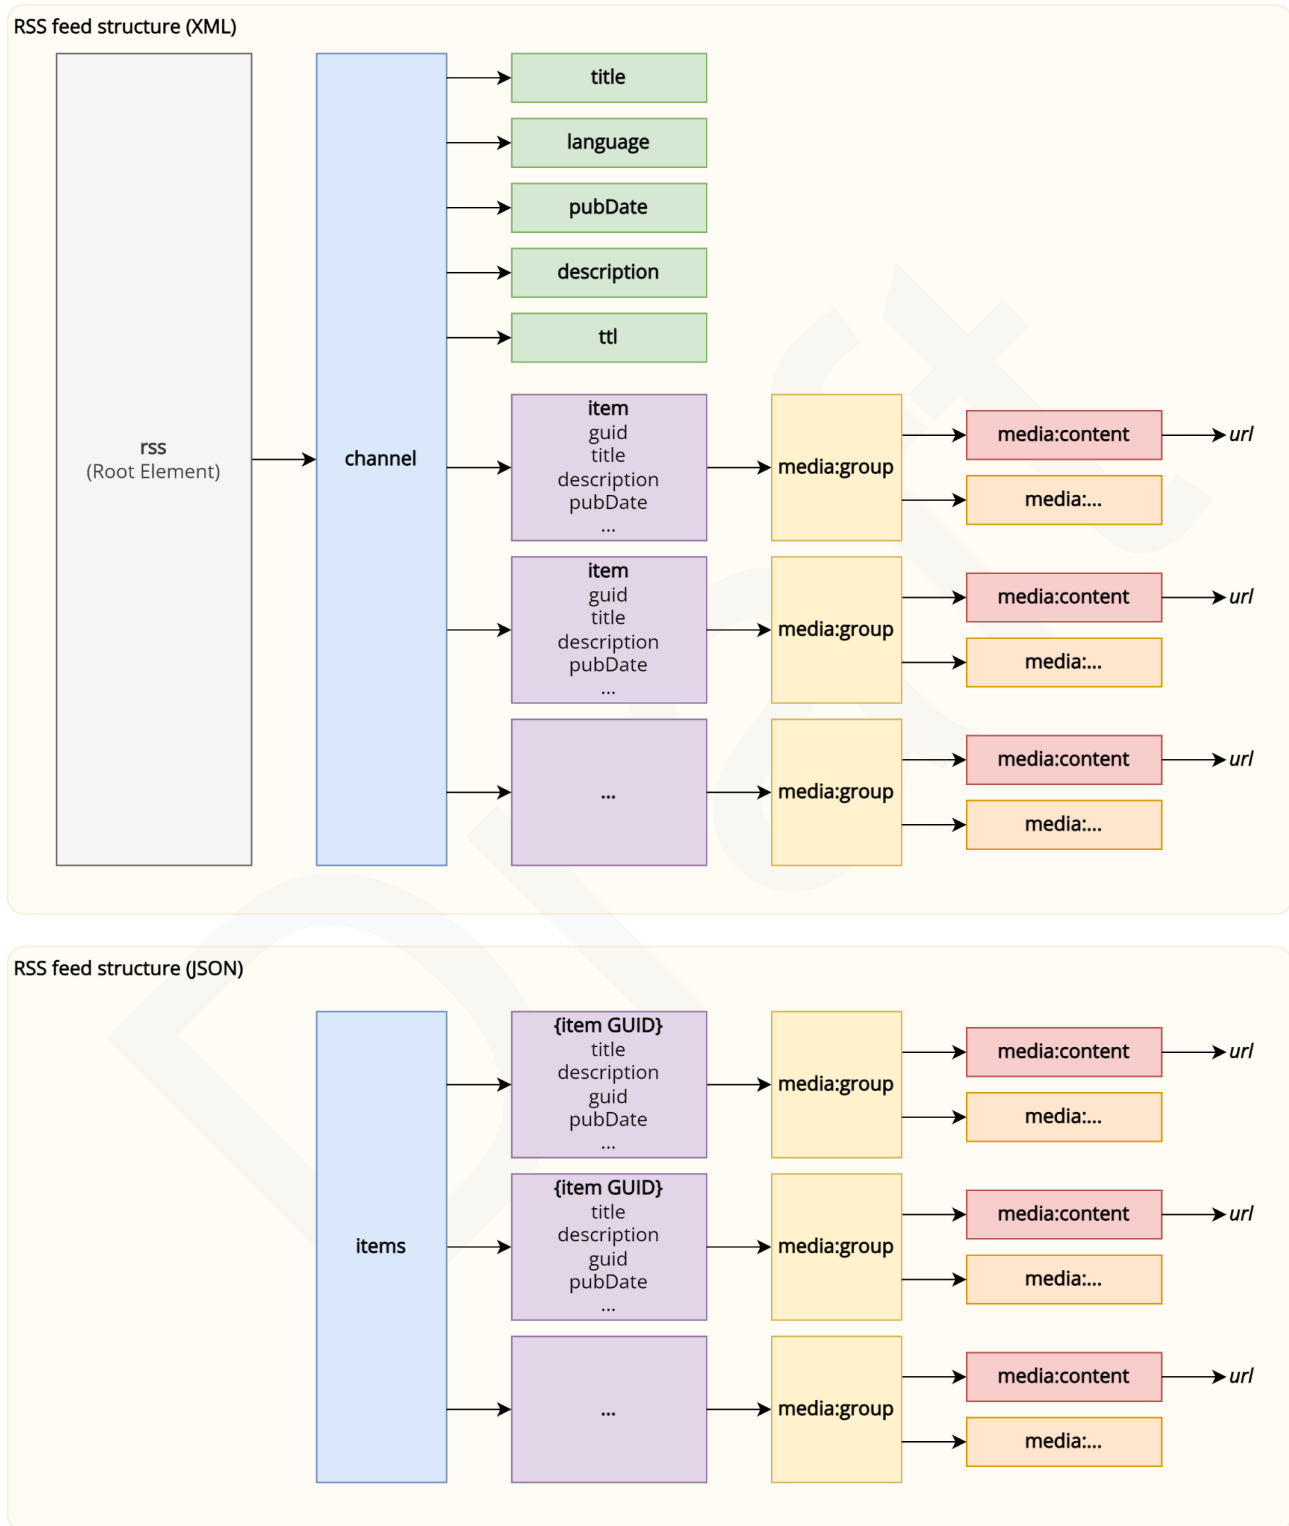 RSS feed structure (XML)
rss
(Root Element)
channel
title
language
pubDate
description
ttl
item
guid
title
description
pubDate
...
media:group
media:content
url
media:...
item
guid
title
description
pubDate
...
media:group
media:content
url
media:...
...
media:group
media:content
url
media:...
Draft
RSS feed structure (JSON)
items
{item GUID}
title
description
guid
pubDate
...
media:group
media:content
url
media:...
{item GUID}
title
description
guid
pubDate
...
media:group
media:content
url
media:...
...
media:group
media:content
url
media:...